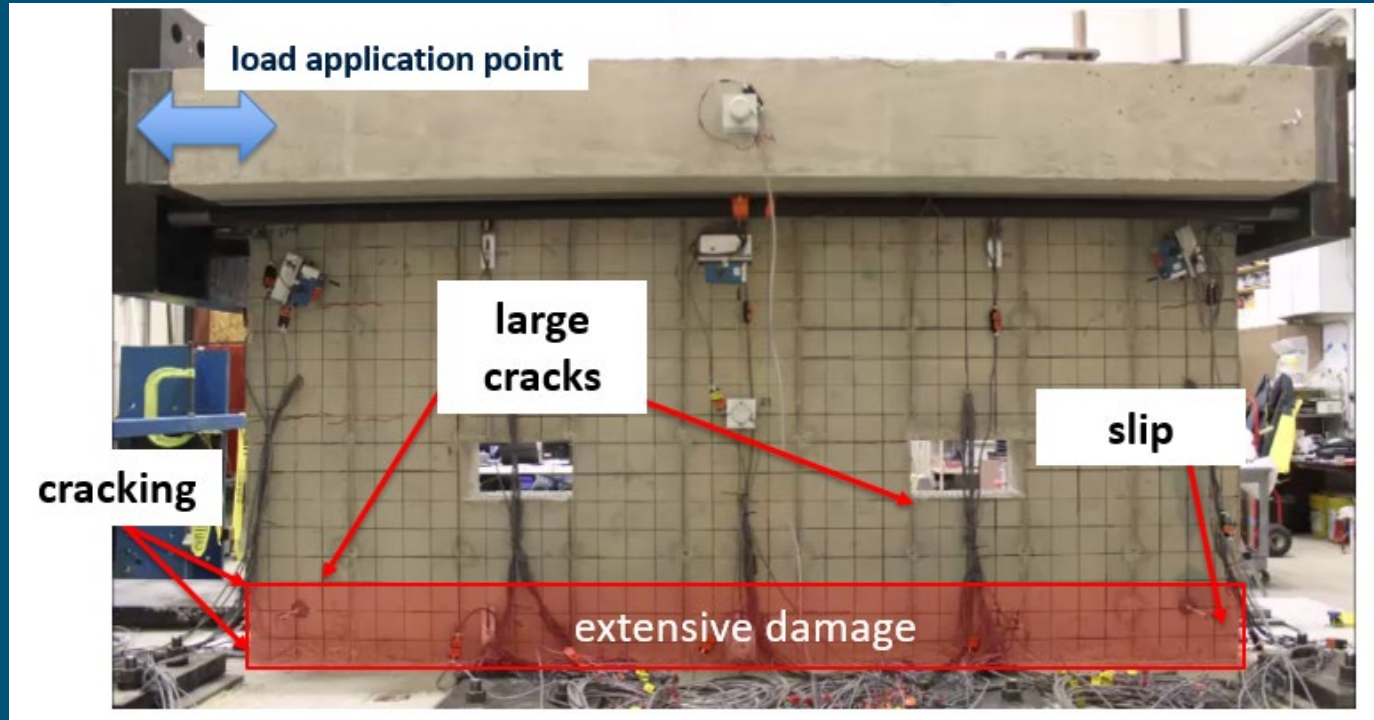 load application point
large
cracks
slip
cracking
extensive damage